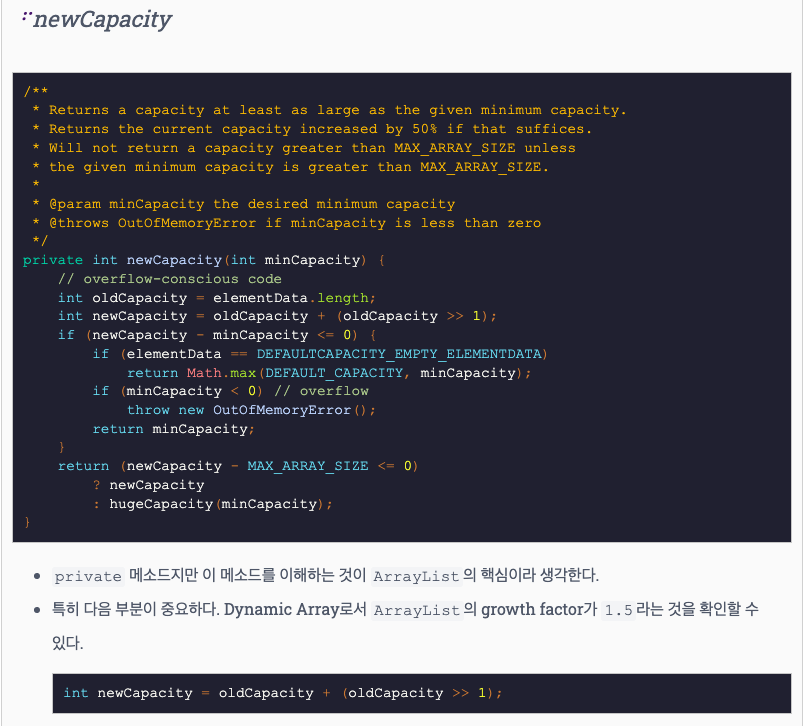 newCapacity
/**
 * Returns a capacity at least as large as the given minimum capacity.
 * Returns the current capacity increased by 50% if that suffices.
 * Will not return a capacity greater than MAX_ARRAY_SIZE unless
 * the given minimum capacity is greater than MAX_ARRAY_SIZE.
 *
 * @param minCapacity the desired minimum capacity
 * @throws OutOfMemoryError if minCapacity is less than zero
 */
private int newCapacity(int minCapacity) {
    // overflow-conscious code
    int oldCapacity = elementData.length;
    int newCapacity = oldCapacity + (oldCapacity >> 1);
    if (newCapacity - minCapacity <= 0) {
        if (elementData == DEFAULTCAPACITY_EMPTY_ELEMENTDATA)
            return Math.max(DEFAULT_CAPACITY, minCapacity);
        if (minCapacity < 0) // overflow
            throw new OutOfMemoryError();
        return minCapacity;
    }
    return (newCapacity - MAX_ARRAY_SIZE <= 0)
        ? newCapacity
        : hugeCapacity(minCapacity);
}
• private 메소드지만 이 메소드를 이해하는 것이 ArrayList의 핵심이라 생각한다.
• 특히 다음 부분이 중요하다. Dynamic Array로서 ArrayList의 growth factor가 1.5라는 것을 확인할 수
있다.
int newCapacity = oldCapacity + (oldCapacity >> 1);